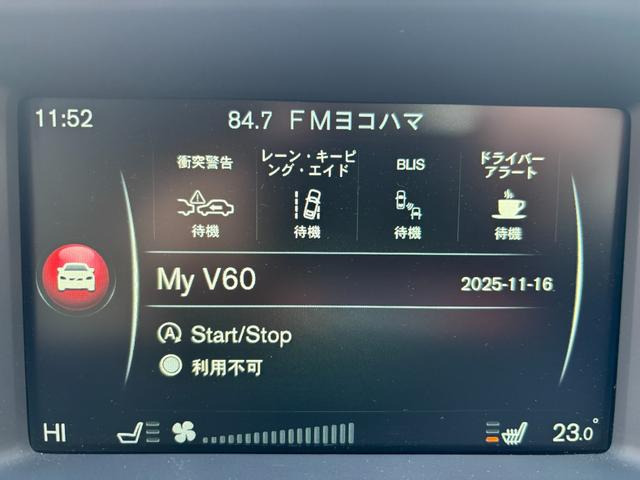 11:52
84.7 FMヨコハマ
衝突警告
レーン・キーピ
ング・エイド
BLIS
ドライバー
アラート
待機
待機
待機
待機
My V60
2025-11-16
Start/Stop
利用不可
HI
23.0°